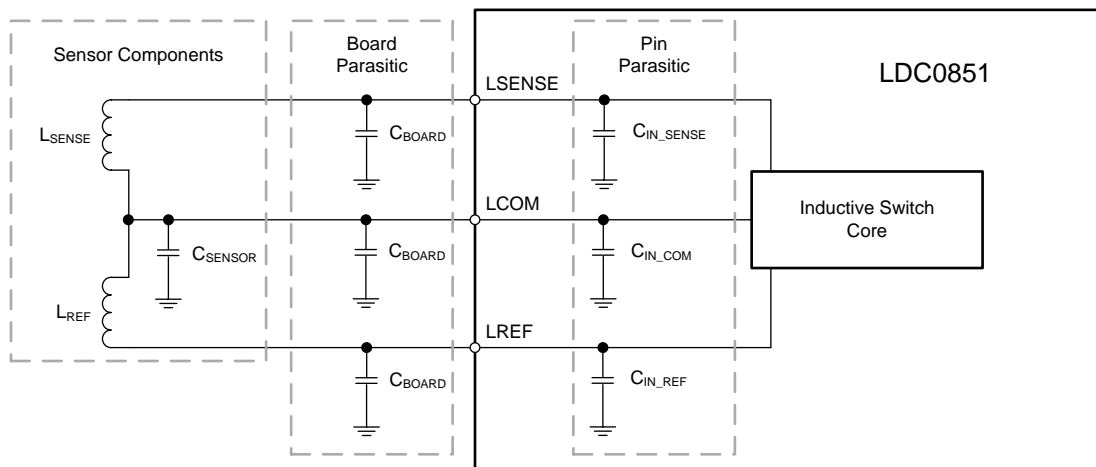 Sensor Components
Board
Parasitic
Pin
Parasitic
LDC0851
LSENSE
LSENSE
CBOARD
CIN_SENSE
LCOM
Inductive Switch
Core
CSENSOR
CBOARD
CIN_COM
LREF
LREF
CBOARD
CIN_REF